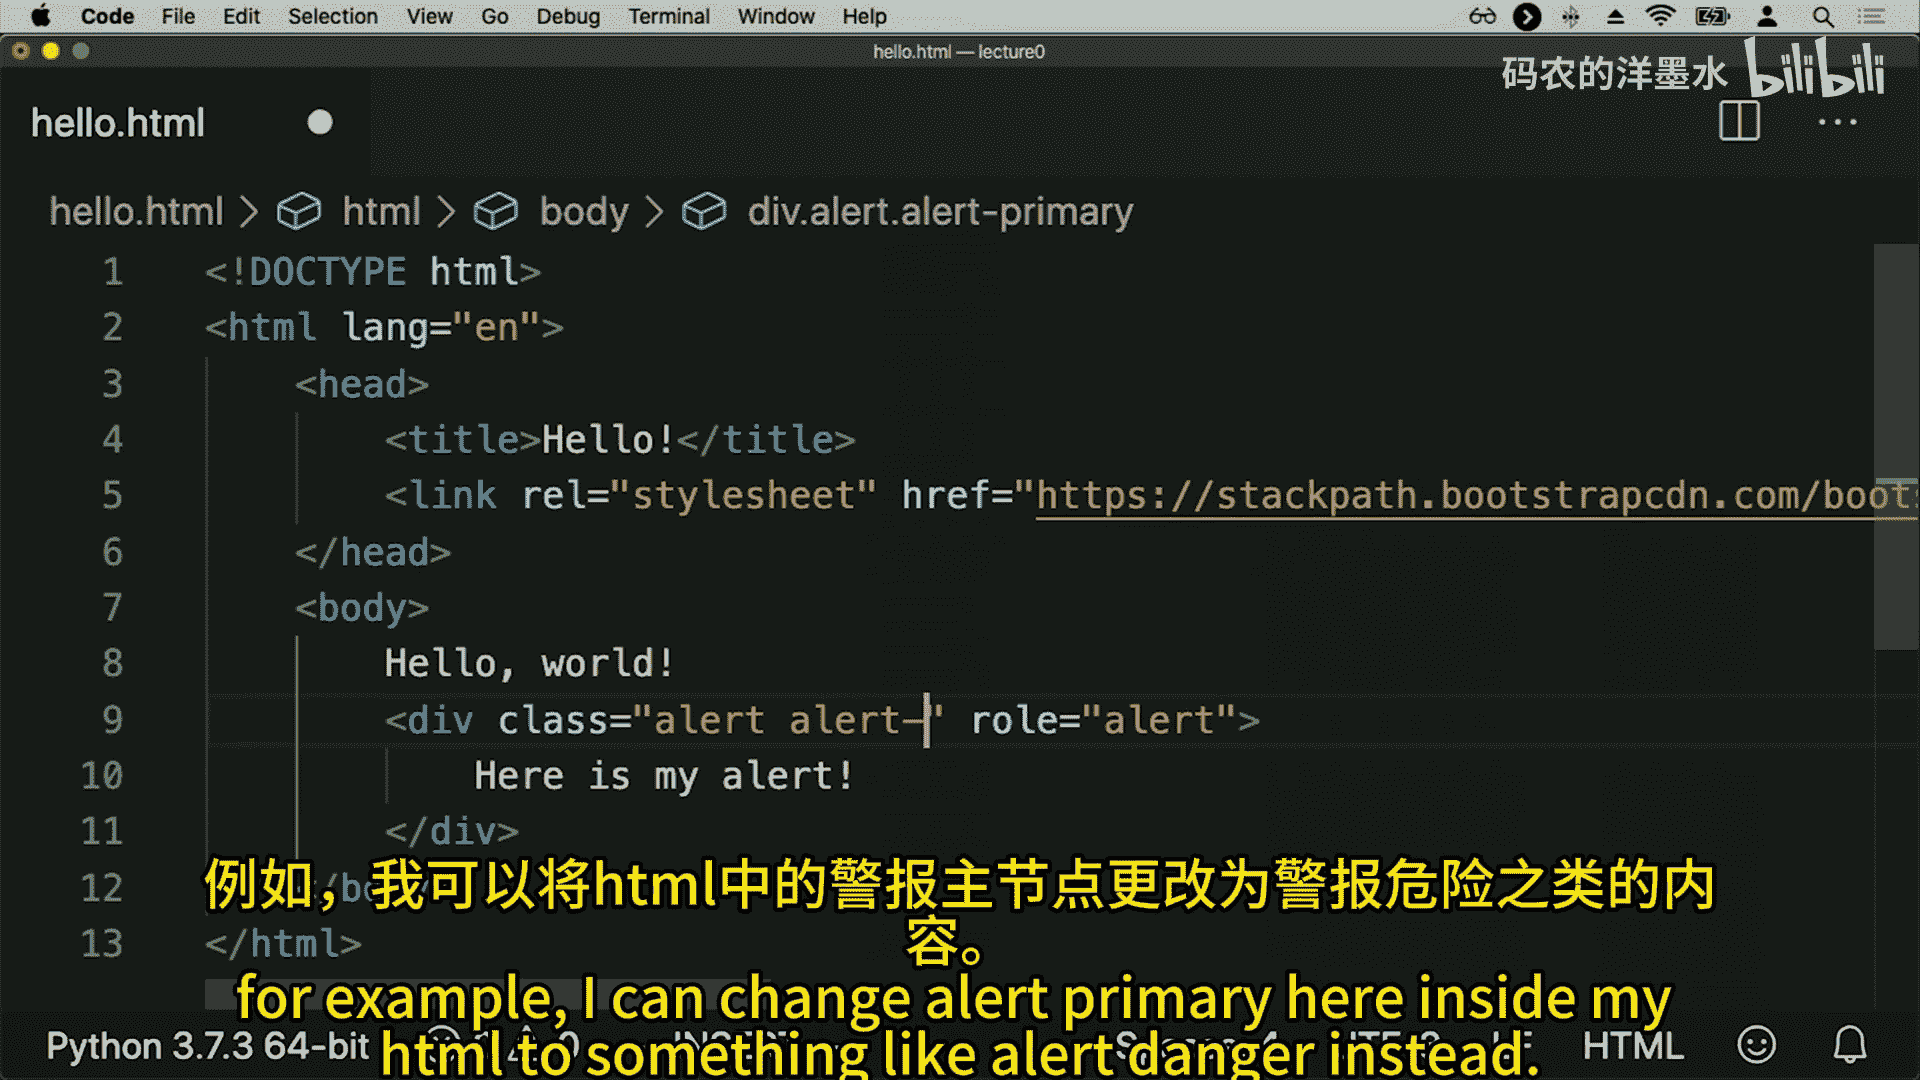 Code File Edit Selection View Go Debug Terminal Window Help
hello.html — lecture0
码农的洋墨水 bilibili
hello.html
hello.html > html > body > div.alert.alert-primary
1 <!DOCTYPE html>
2 <html lang="en">
3 <head>
4 <title>Hello!</title>
5 <link rel="stylesheet" href="https://stackpath.bootstrapcdn.com/boots
6 </head>
7 <body>
8 Hello, world!
9 <div class="alert alert-" role="alert">
10 Here is my alert!
11 </div>
12
13 </html>
例如，我可以将html中的警报主节点更改为警报危险之类的内
容。
for example, I can change alert primary here inside my
html to something like alert danger instead.
Python 3.7.3 64-bit HTML